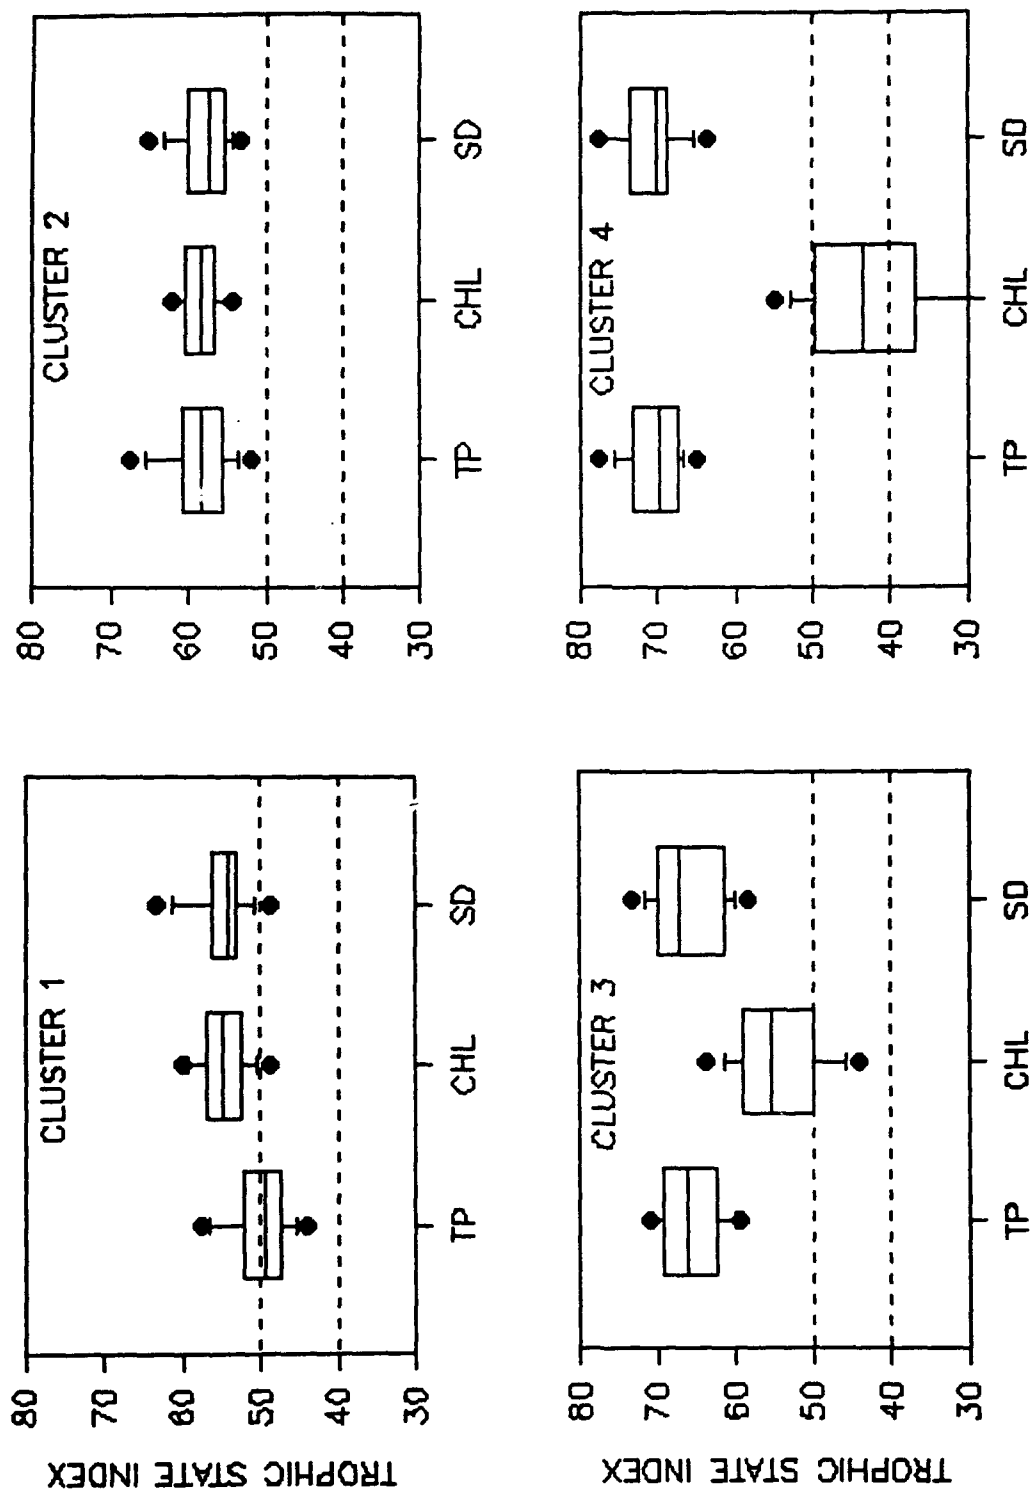 CLUSTER 1
TROPHIC STATE INDEX
80
70
60
50
40
30
TP CHL SD
CLUSTER 2
80
70
60
50
40
30
TP CHL SD
CLUSTER 3
TROPHIC STATE INDEX
80
70
60
50
40
30
TP CHL SD
CLUSTER 4
80
70
60
50
40
30
TP CHL SD